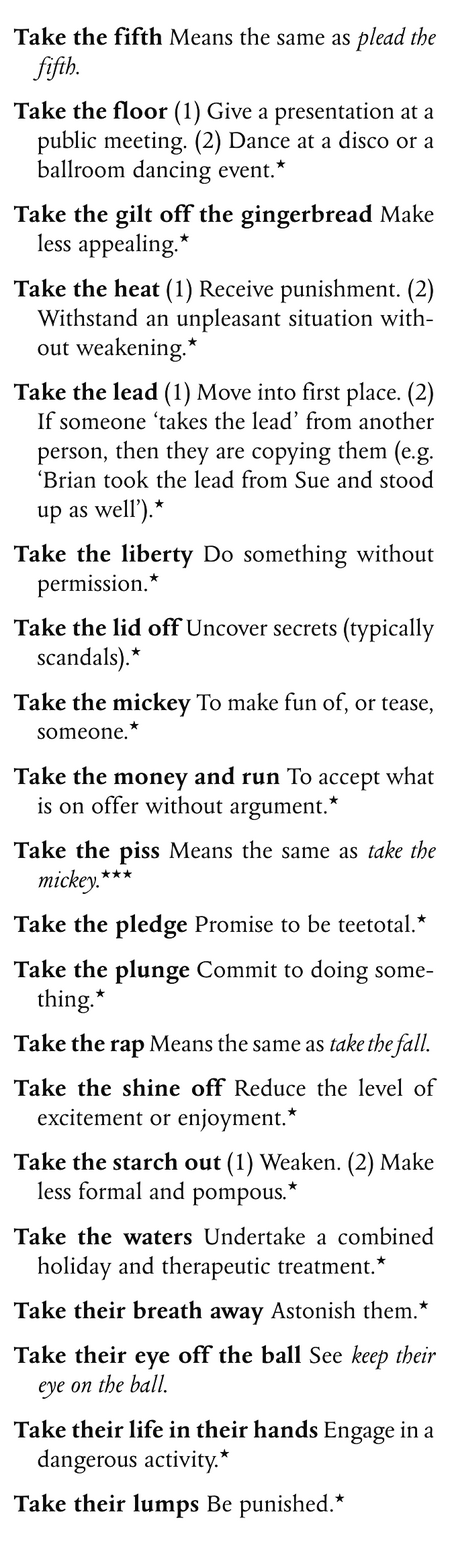 Take the fifth Means the same as plead the
fifth.
Take the floor (1) Give a presentation at a
public meeting. (2) Dance at a disco or a
ballroom dancing event.★
Take the gilt off the gingerbread Make
less appealing.★
Take the heat (1) Receive punishment. (2)
Withstand an unpleasant situation with-
out weakening.★
Take the lead (1) Move into first place. (2)
If someone ‘takes the lead’ from another
person, then they are copying them (e.g.
‘Brian took the lead from Sue and stood
up as well’).★
Take the liberty Do something without
permission.★
Take the lid off Uncover secrets (typically
scandals).★
Take the mickey To make fun of, or tease,
someone.★
Take the money and run To accept what
is on offer without argument.★
Take the piss Means the same as take the
mickey.★★★
Take the pledge Promise to be teetotal.★
Take the plunge Commit to doing some-
thing.★
Take the rap Means the same as take the fall.
Take the shine off Reduce the level of
excitement or enjoyment.★
Take the starch out (1) Weaken. (2) Make
less formal and pompous.★
Take the waters Undertake a combined
holiday and therapeutic treatment.★
Take their breath away Astonish them.★
Take their eye off the ball See keep their
eye on the ball.
Take their life in their hands Engage in a
dangerous activity.★
Take their lumps Be punished.★